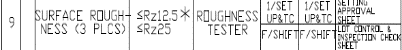 9
SURFACE ROUGH-
NESS (3 PLCS)
≤Rz12.5*
≤Rz25
ROUGHNESS
TESTER
1/SET
UP&TC
F/SHIFT
1/SET
UP&TC
F/SHIFT
SETTING
APPROVAL
SHEET
LOT CONTROL &
INSPECTION CHECK
SHEET